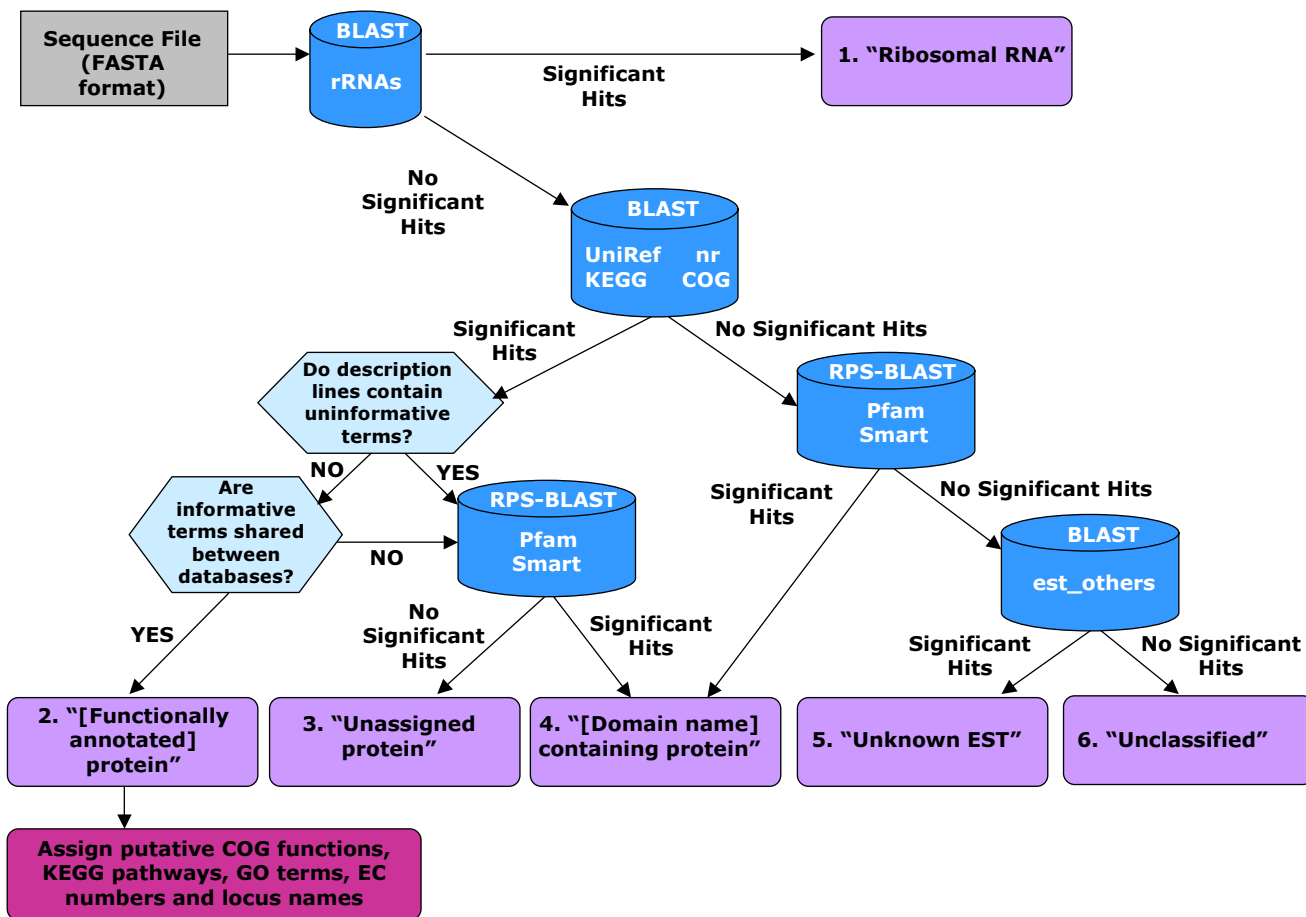 Sequence File
(FASTA
format)
BLAST
rRNAs
Significant
Hits
1. “Ribosomal RNA”
No
Significant
Hits
BLAST
UniRef nr
KEGG COG
Significant
Hits
No Significant Hits
Do description
lines contain
uninformative
terms?
RPS-BLAST
Pfam
Smart
NO
YES
Are
informative
terms shared
between
databases?
NO
RPS-BLAST
Pfam
Smart
Significant
Hits
No Significant Hits
BLAST
est_others
YES
No
Significant
Hits
Significant
Hits
Significant
Hits
No Significant
Hits
2. “[Functionally
annotated]
protein”
3. “Unassigned
protein”
4. “[Domain name]
containing protein”
5. “Unknown EST”
6. “Unclassified”
Assign putative COG functions,
KEGG pathways, GO terms, EC
numbers and locus names